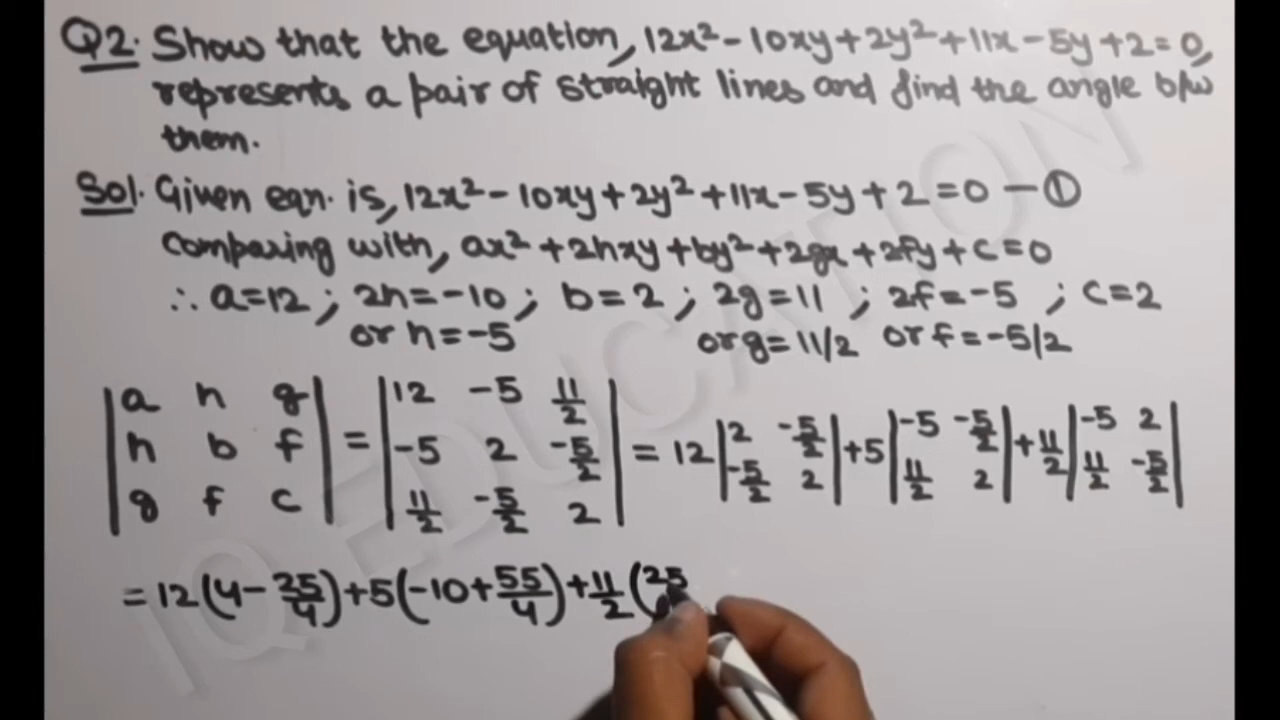 Q2. Show that the equation, 12x² - 10xy + 2y² + 11x - 5y + 2 = 0,
represents a pair of straight lines and find the angle b/w
them.
Sol. Given eqn. is, 12x² - 10xy + 2y² + 11x - 5y + 2 = 0 — ①
Comparing with, ax² + 2hxy + by² + 2gx + 2fy + c = 0
∴ a = 12 ; 2h = -10 ; b = 2 ; 2g = 11 ; 2f = -5 ; c = 2
or h = -5 or g = 11/2 or f = -5/2
|a h g; h b f; g f c| = |12 -5 11/2; -5 2 -5/2; 11/2 -5/2 2| = 12 |2 -5/2; -5/2 2| + 5 |-5 -5/2; 11/2 2| + 11/2 |-5 2; 11/2 -5/2|
= 12 (4 - 25/4) + 5 (-10 + 55/4) + 11/2 (25
IQ EDUCATION